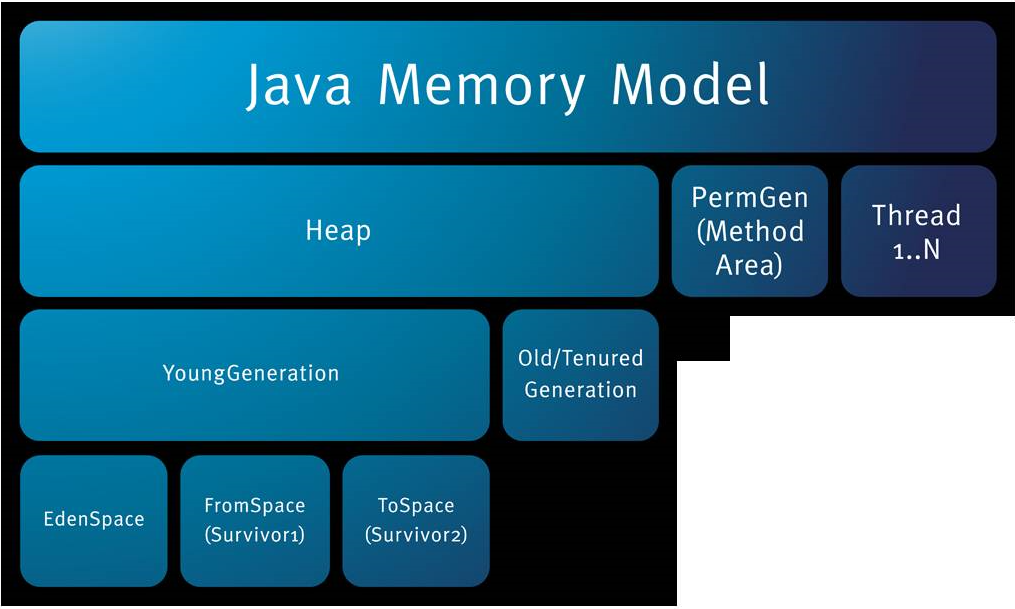 Java Memory Model
Heap
PermGen
(Method
Area)
Thread
1..N
YoungGeneration
Old/Tenured
Generation
EdenSpace
FromSpace
(Survivor1)
ToSpace
(Survivor2)